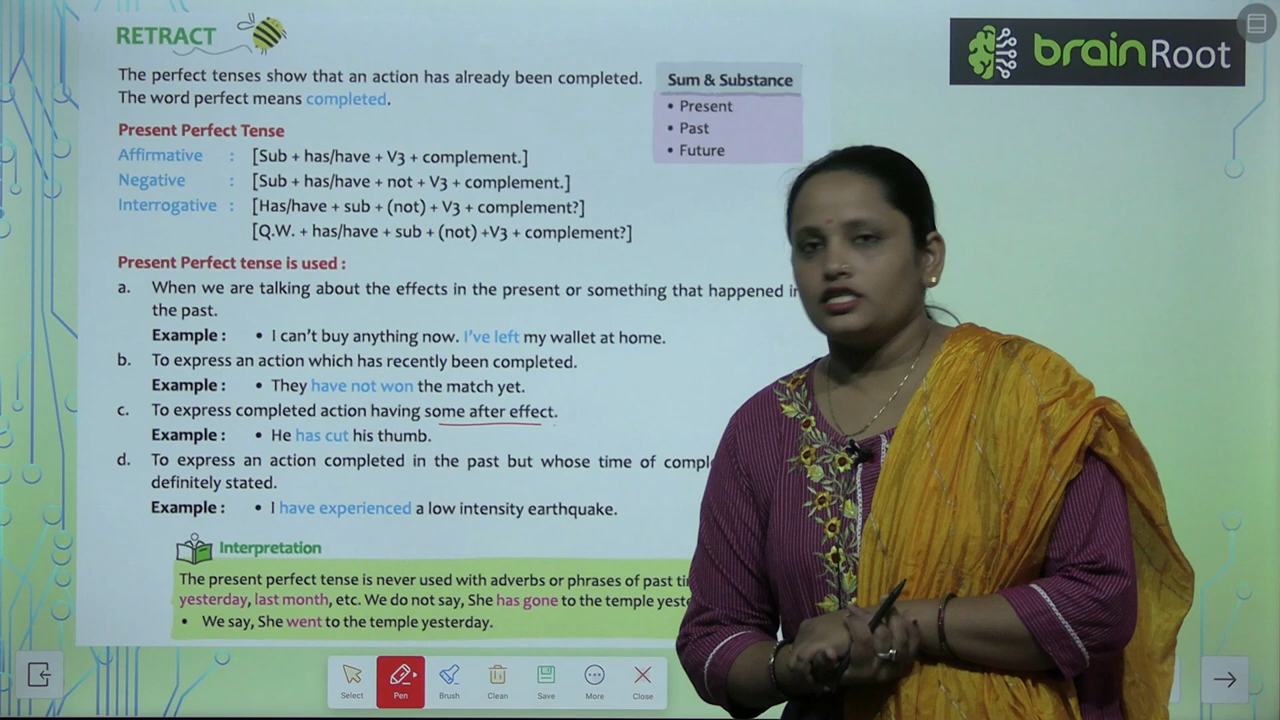 RETRACT
brainRoot
The perfect tenses show that an action has already been completed.
The word perfect means completed.
Sum & Substance
• Present
• Past
• Future
Present Perfect Tense
Affirmative : [Sub + has/have + V3 + complement.]
Negative : [Sub + has/have + not + V3 + complement.]
Interrogative : [Has/have + sub + (not) + V3 + complement?]
[Q.W. + has/have + sub + (not) +V3 + complement?]
Present Perfect tense is used :
a. When we are talking about the effects in the present or something that happened in
the past.
Example : • I can't buy anything now. I've left my wallet at home.
b. To express an action which has recently been completed.
Example : • They have not won the match yet.
c. To express completed action having some after effect.
Example : • He has cut his thumb.
d. To express an action completed in the past but whose time of compl
definitely stated.
Example : • I have experienced a low intensity earthquake.
Interpretation
The present perfect tense is never used with adverbs or phrases of past ti
yesterday, last month, etc. We do not say, She has gone to the temple yest
• We say, She went to the temple yesterday.
Select Pen Brush Clean Save More Close